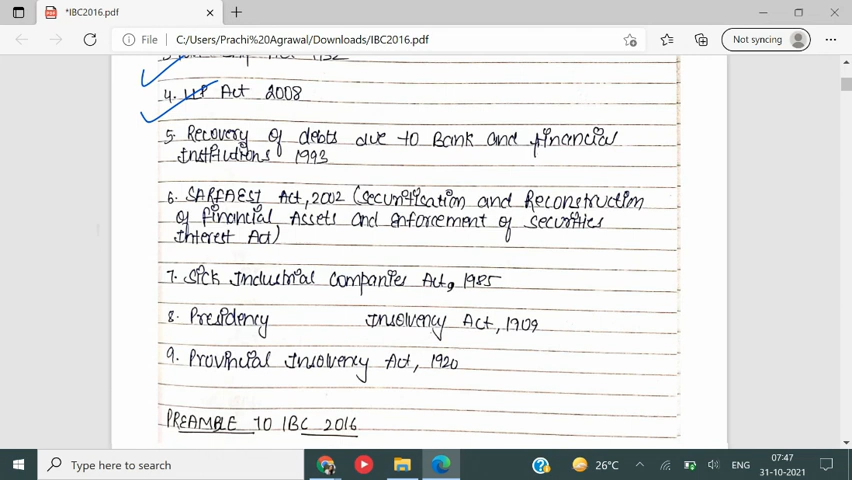 *IBC2016.pdf
File C:/Users/Prachi%20Agrawal/Downloads/IBC2016.pdf
Not syncing
4. LLP Act 2008
5. Recovery of debts due to Bank and financial
Institutions 1993
6. SARFAEST Act, 2002 (Securitisation and Reconstruction
of financial Assets and enforcement of securities
Interest Act)
7. Sick Industrial companies Act, 1985
8. Presidency Insolvency Act, 1909
9. Provincial Insolvency Act, 1920
PREAMBLE TO IBC 2016
Type here to search
26°C
ENG
07:47
31-10-2021